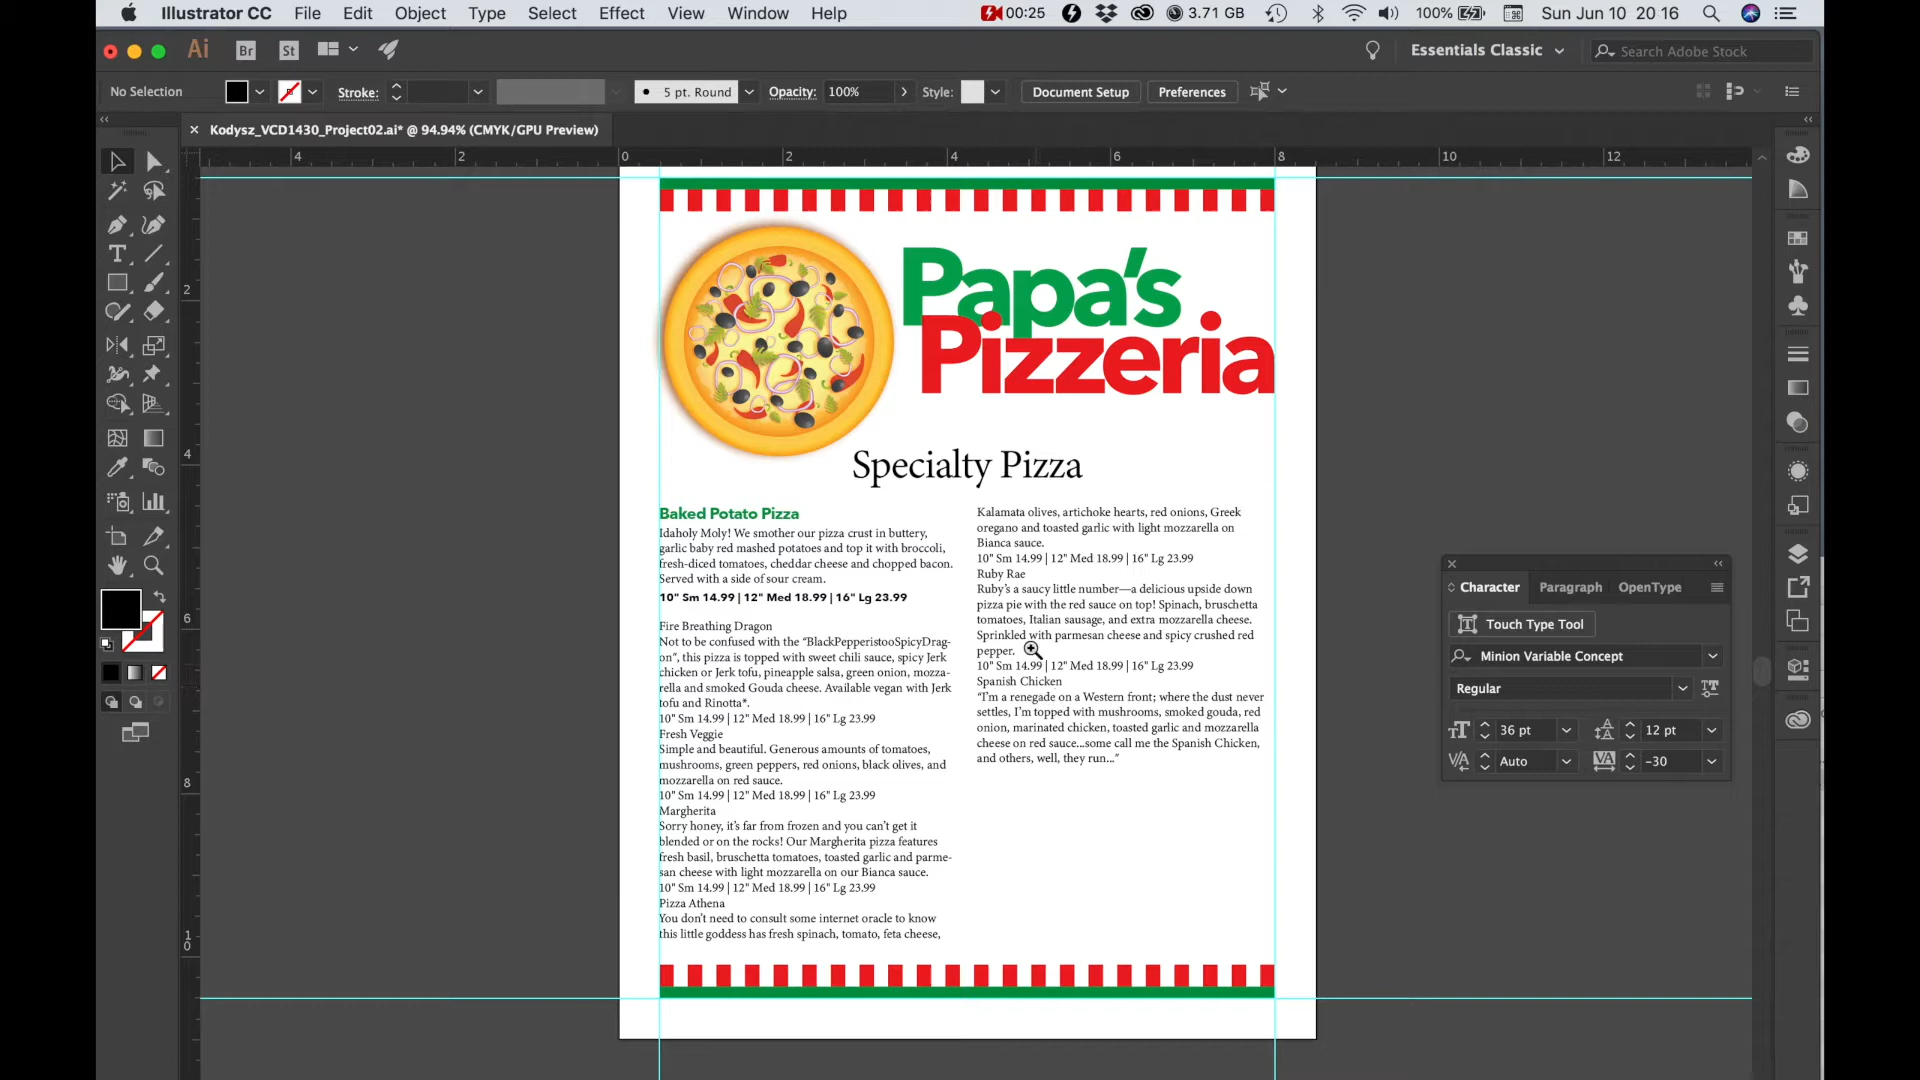 Illustrator CC File Edit Object Type Select Effect View Window Help 00:25 3.71 GB 100% Sun Jun 10 20 16
Ai Br St Essentials Classic Search Adobe Stock
No Selection Stroke: 5 pt. Round Opacity: 100% Style: Document Setup Preferences
Kodysz_VCD1430_Project02.ai* @ 94.94% (CMYK/GPU Preview)
4 2 0 2 4 6 8 10 12
2
4
6
8
10
Papa's
Pizzeria
Specialty Pizza
Baked Potato Pizza
Idaholy Moly! We smother our pizza crust in buttery,
garlic baby red mashed potatoes and top it with broccoli,
fresh-diced tomatoes, cheddar cheese and chopped bacon.
Served with a side of sour cream.
10" Sm 14.99 | 12" Med 18.99 | 16" Lg 23.99
Fire Breathing Dragon
Not to be confused with the “BlackPepperistooSpicyDrag-
on”, this pizza is topped with sweet chili sauce, spicy Jerk
chicken or Jerk tofu, pineapple salsa, green onion, mozza-
rella and smoked Gouda cheese. Available vegan with Jerk
tofu and Rinotta*.
10" Sm 14.99 | 12" Med 18.99 | 16" Lg 23.99
Fresh Veggie
Simple and beautiful. Generous amounts of tomatoes,
mushrooms, green peppers, red onions, black olives, and
mozzarella on red sauce.
10" Sm 14.99 | 12" Med 18.99 | 16" Lg 23.99
Margherita
Sorry honey, it’s far from frozen and you can’t get it
blended or on the rocks! Our Margherita pizza features
fresh basil, bruschetta tomatoes, toasted garlic and parme-
san cheese with light mozzarella on our Bianca sauce.
10" Sm 14.99 | 12" Med 18.99 | 16" Lg 23.99
Pizza Athena
You don’t need to consult some internet oracle to know
this little goddess has fresh spinach, tomato, feta cheese,
Kalamata olives, artichoke hearts, red onions, Greek
oregano and toasted garlic with light mozzarella on
Bianca sauce.
10" Sm 14.99 | 12" Med 18.99 | 16" Lg 23.99
Ruby Rae
Ruby’s a saucy little number—a delicious upside down
pizza pie with the red sauce on top! Spinach, bruschetta
tomatoes, Italian sausage, and extra mozzarella cheese.
Sprinkled with parmesan cheese and spicy crushed red
pepper.
10" Sm 14.99 | 12" Med 18.99 | 16" Lg 23.99
Spanish Chicken
“I’m a renegade on a Western front; where the dust never
settles, I’m topped with mushrooms, smoked gouda, red
onion, marinated chicken, toasted garlic and mozzarella
cheese on red sauce...some call me the Spanish Chicken,
and others, well, they run...”
Character Paragraph OpenType
Touch Type Tool
Minion Variable Concept
Regular
36 pt 12 pt
Auto -30